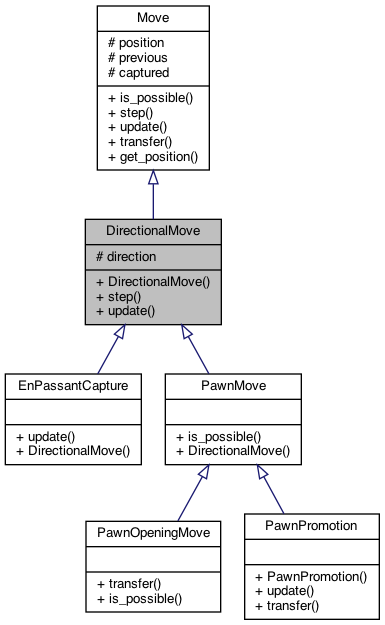 Move
# position
# previous
# captured
+ is_possible()
+ step()
+ update()
+ transfer()
+ get_position()
DirectionalMove
# direction
+ DirectionalMove()
+ step()
+ update()
EnPassantCapture
+ update()
+ DirectionalMove()
PawnMove
+ is_possible()
+ DirectionalMove()
PawnOpeningMove
+ transfer()
+ is_possible()
PawnPromotion
+ PawnPromotion()
+ update()
+ transfer()